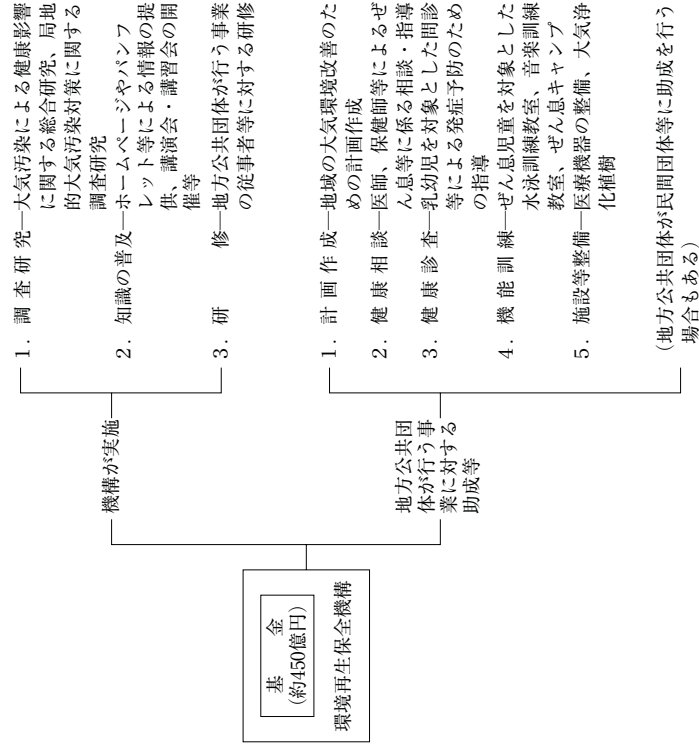 基　金
(約450億円)
環境再生保全機構
機構が実施
1. 調査研究―大気汚染による健康影響
に関する総合研究、局地
的大気汚染対策に関する
調査研究
2. 知識の普及―ホームページやパンフ
レット等による情報の提
供、講演会・講習会の開
催等
3. 研　　修―地方公共団体が行う事業
の従事者等に対する研修
地方公共団
体が行う事
業に対する
助成等
1. 計画作成―地域の大気環境改善のた
めの計画作成
2. 健康相談―医師、保健師等によるぜ
ん息等に係る相談・指導
3. 健康診査―乳幼児を対象とした問診
等による発症予防のため
の指導
4. 機能訓練―ぜん息児童を対象とした
水泳訓練教室、音楽訓練
教室、ぜん息キャンプ
5. 施設等整備―医療機器の整備、大気浄
化植樹
(地方公共団体が民間団体等に助成を行う
場合もある)